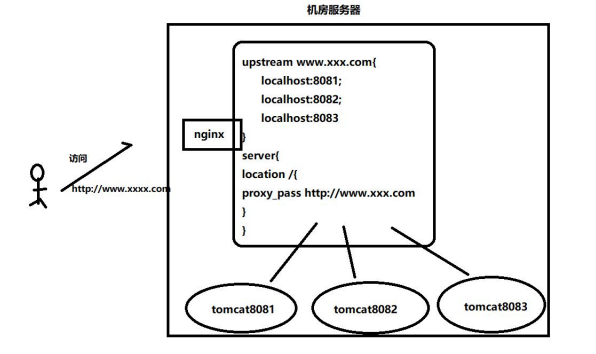 机房服务器
upstream www.xxx.com{
localhost:8081;
localhost:8082;
localhost:8083
}
nginx
server{
location /{
proxy_pass http://www.xxx.com
}
}
访问
http://www.xxxx.com
tomcat8081
tomcat8082
tomcat8083